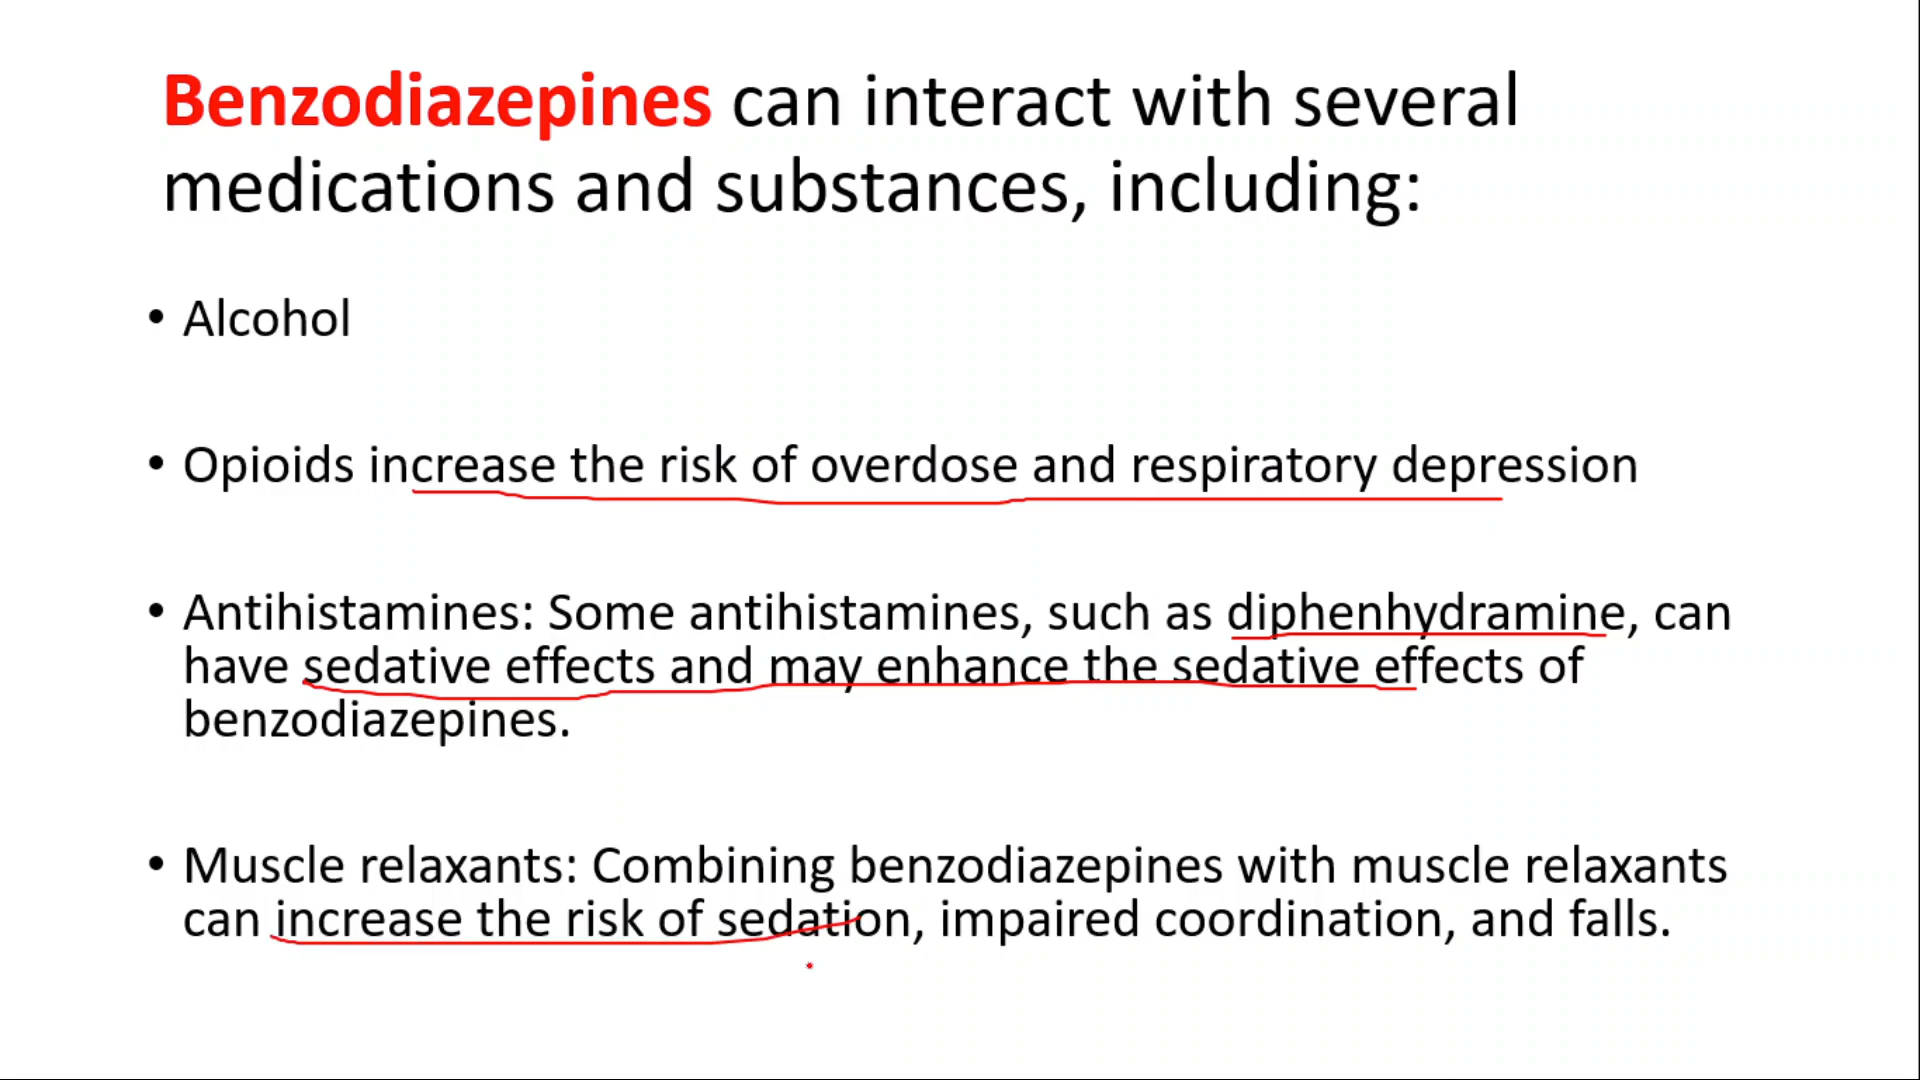 Benzodiazepines can interact with several
medications and substances, including:
• Alcohol
• Opioids increase the risk of overdose and respiratory depression
• Antihistamines: Some antihistamines, such as diphenhydramine, can
have sedative effects and may enhance the sedative effects of
benzodiazepines.
• Muscle relaxants: Combining benzodiazepines with muscle relaxants
can increase the risk of sedation, impaired coordination, and falls.